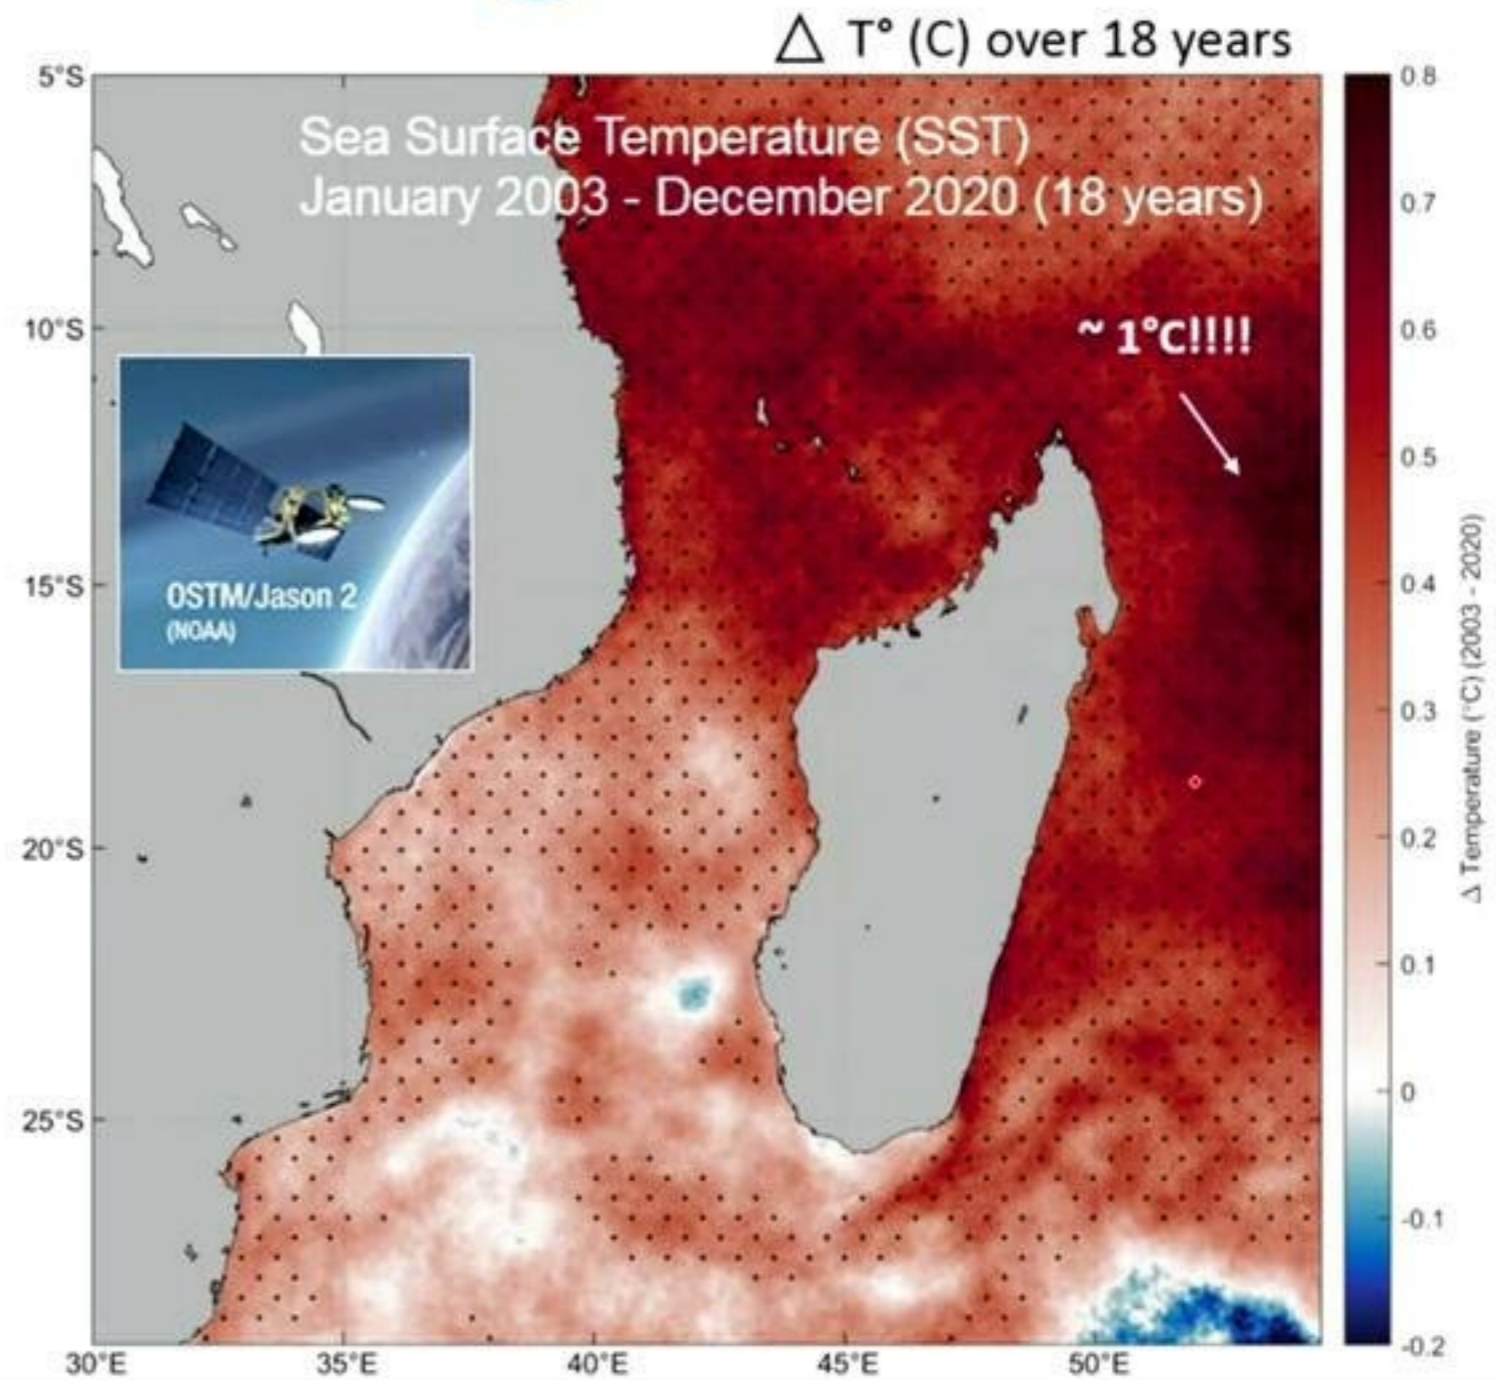 △ T° (C) over 18 years
Sea Surface Temperature (SST)
January 2003 - December 2020 (18 years)
~ 1°C!!!!
OSTM/Jason 2
(NOAA)
5°S
10°S
15°S
20°S
25°S
30°E
35°E
40°E
45°E
50°E
0.8
0.7
0.6
0.5
0.4
0.3
0.2
0.1
0
-0.1
-0.2
Δ Temperature (°C) (2003 - 2020)